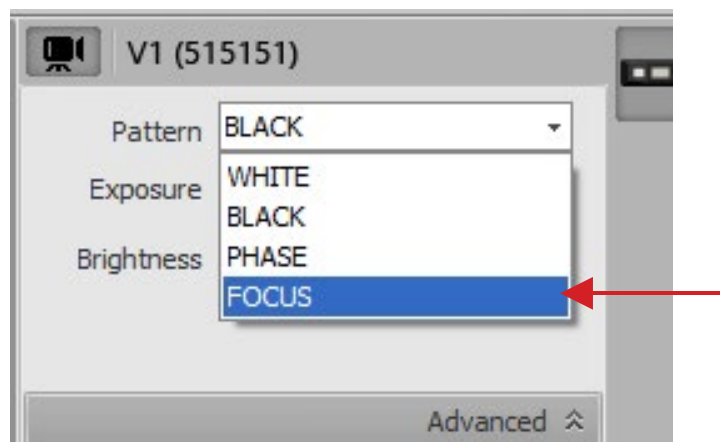 V1 (515151)
Pattern BLACK
WHITE
Exposure
BLACK
Brightness PHASE
FOCUS
Advanced